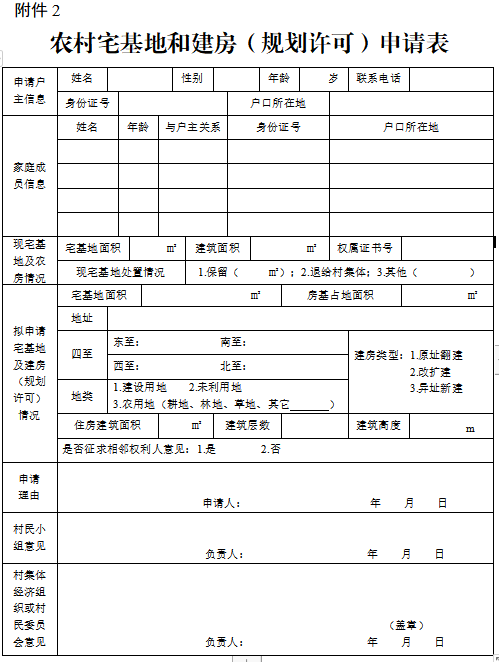 附件 2
农村宅基地和建房（规划许可）申请表
申请户
主信息
姓名 性别 年龄 岁 联系电话
身份证号 户口所在地
家庭成
员信息
姓名 年龄 与户主关系 身份证号 户口所在地
现宅基
地及农
房情况
宅基地面积 ㎡ 建筑面积 ㎡ 权属证书号
现宅基地处置情况 1.保留（ ㎡）；2.退给村集体；3.其他（ ）
拟申请
宅基地
及建房
（规划
许可）
情况
宅基地面积 ㎡ 房基占地面积 ㎡
地址
四至
东至： 南至：
西至： 北至：
建房类型：1.原址翻建
2.改扩建
3.异址新建
地类
1.建设用地 2.未利用地
3.农用地（耕地、林地、草地、其它______）
住房建筑面积 ㎡ 建筑层数 建筑高度 m
是否征求相邻权利人意见：1.是 2.否
申请
理由
申请人： 年 月 日
村民小
组意见
负责人： 年 月 日
村集体
经济组
织或村
民委员
会意见
（盖章）
负责人： 年 月 日